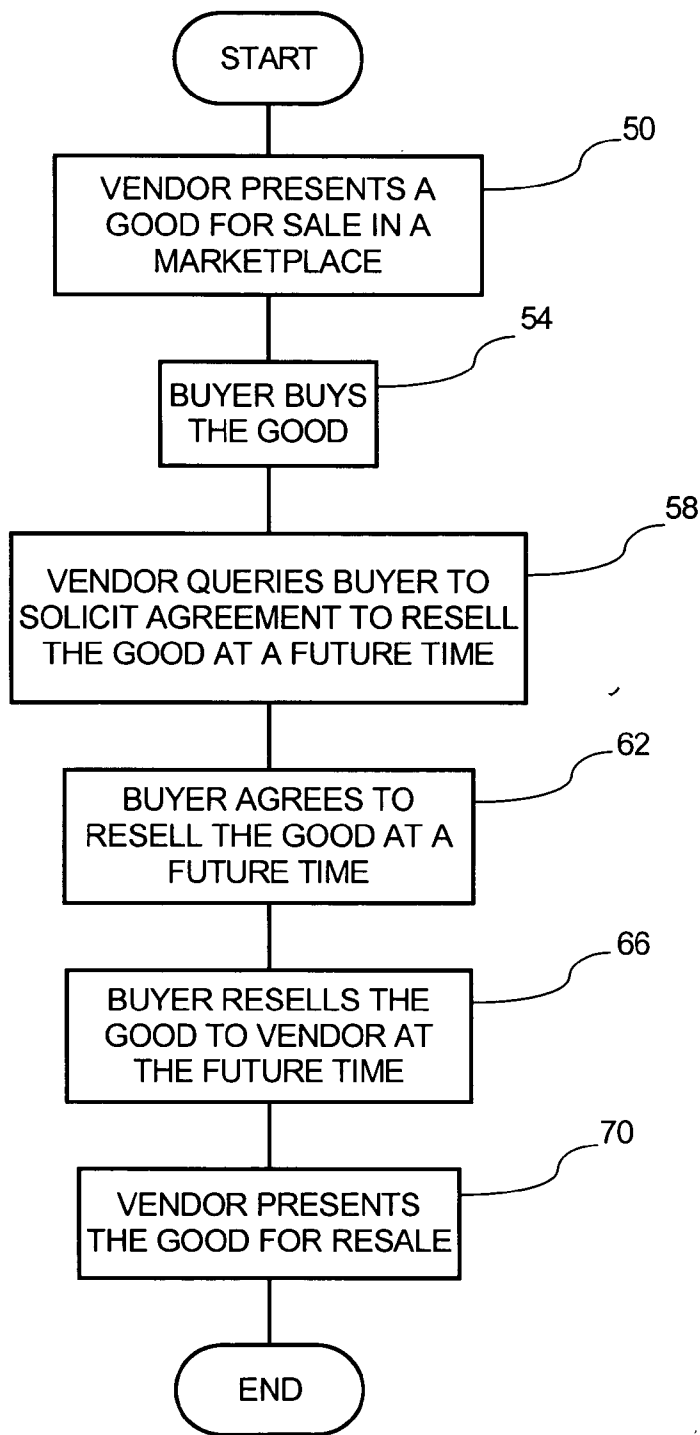 START
50
VENDOR PRESENTS A
GOOD FOR SALE IN A
MARKETPLACE
54
BUYER BUYS
THE GOOD
58
VENDOR QUERIES BUYER TO
SOLICIT AGREEMENT TO RESELL
THE GOOD AT A FUTURE TIME
62
BUYER AGREES TO
RESELL THE GOOD AT A
FUTURE TIME
66
BUYER RESELLS THE
GOOD TO VENDOR AT
THE FUTURE TIME
70
VENDOR PRESENTS
THE GOOD FOR RESALE
END